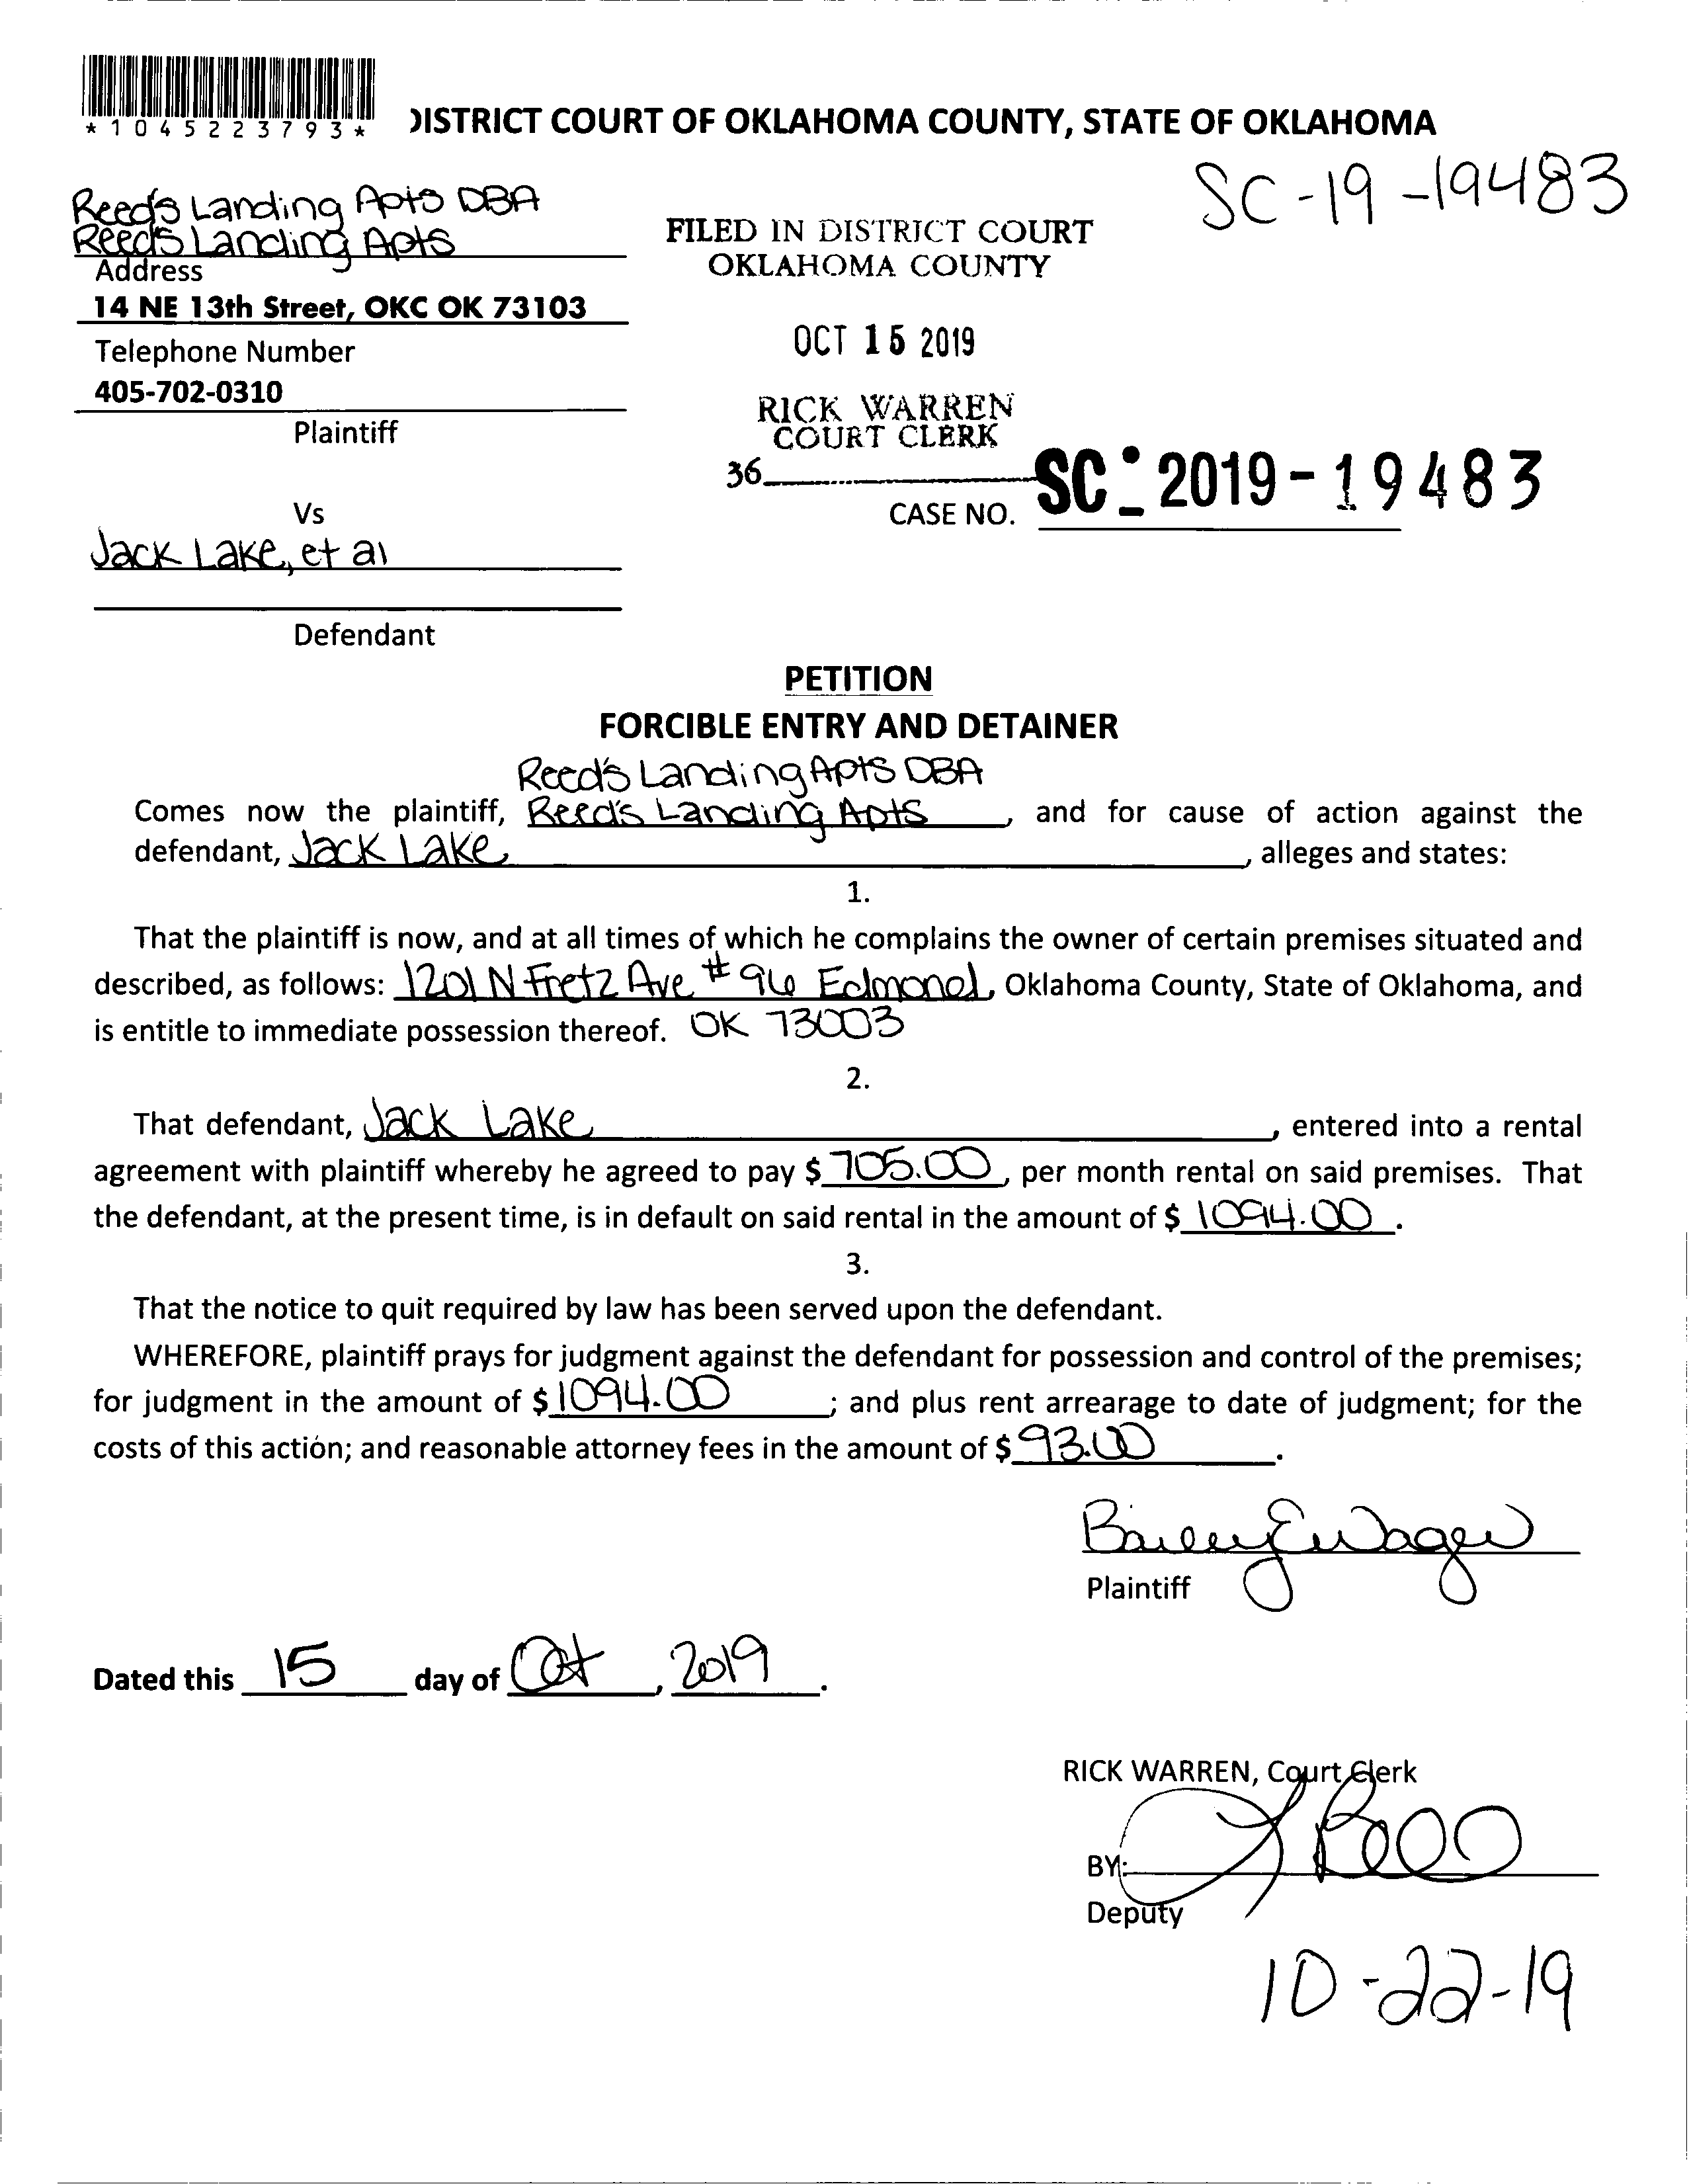 *1045223793*
DISTRICT COURT OF OKLAHOMA COUNTY, STATE OF OKLAHOMA
SC-19-19483
Reed's Landing Apts DBA
Reed's Landing Apts
Address
14 NE 13th Street, OKC OK 73103
Telephone Number
405-702-0310
Plaintiff
FILED IN DISTRICT COURT
OKLAHOMA COUNTY
OCT 15 2019
RICK WARREN
COURT CLERK
36
CASE NO. SC-2019-19483
Vs
Jack Lake, et al
Defendant
PETITION
FORCIBLE ENTRY AND DETAINER
Reed's Landing Apts DBA
Comes now the plaintiff, Reed's Landing Apts, and for cause of action against the
defendant, Jack Lake, alleges and states:
1.
That the plaintiff is now, and at all times of which he complains the owner of certain premises situated and
described, as follows: 1201 N Fretz Ave #96 Edmond, Oklahoma County, State of Oklahoma, and
is entitle to immediate possession thereof. OK 73003
2.
That defendant, Jack Lake, entered into a rental
agreement with plaintiff whereby he agreed to pay $ 705.00, per month rental on said premises. That
the defendant, at the present time, is in default on said rental in the amount of $ 1094.00.
3.
That the notice to quit required by law has been served upon the defendant.
WHEREFORE, plaintiff prays for judgment against the defendant for possession and control of the premises;
for judgment in the amount of $ 1094.00; and plus rent arrearage to date of judgment; for the
costs of this action; and reasonable attorney fees in the amount of $ 93.00.
Plaintiff
Dated this 15 day of Oct, 2019.
RICK WARREN, Court Clerk
BY:
Deputy
10-22-19